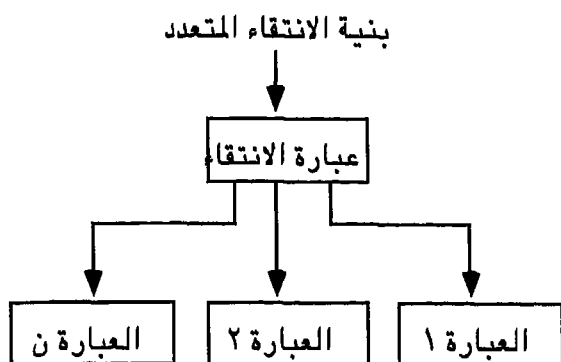 بنية الانتقاء المتعدد
عبارة الانتقاء
العبارة ١
العبارة ٢
العبارة ن